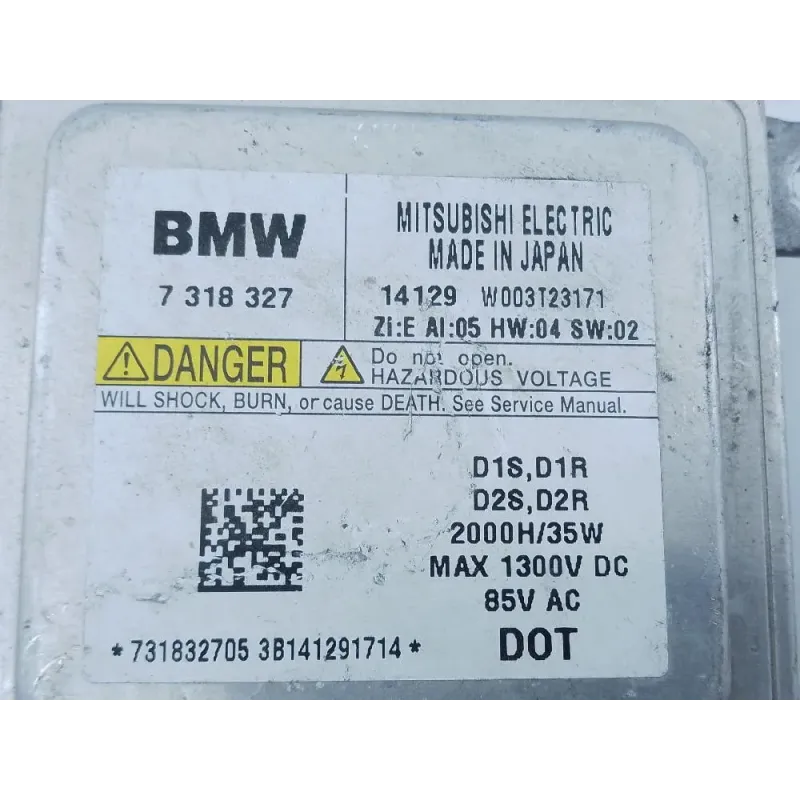 BMW
7 318 327
MITSUBISHI ELECTRIC
MADE IN JAPAN
14129 W003T23171
Zi:E AI:05 HW:04 SW:02
DANGER
Do not open.
HAZARDOUS VOLTAGE
WILL SHOCK, BURN, or cause DEATH. See Service Manual.
D1S,D1R
D2S,D2R
2000H/35W
MAX 1300V DC
85V AC
*731832705 3B141291714*
DOT